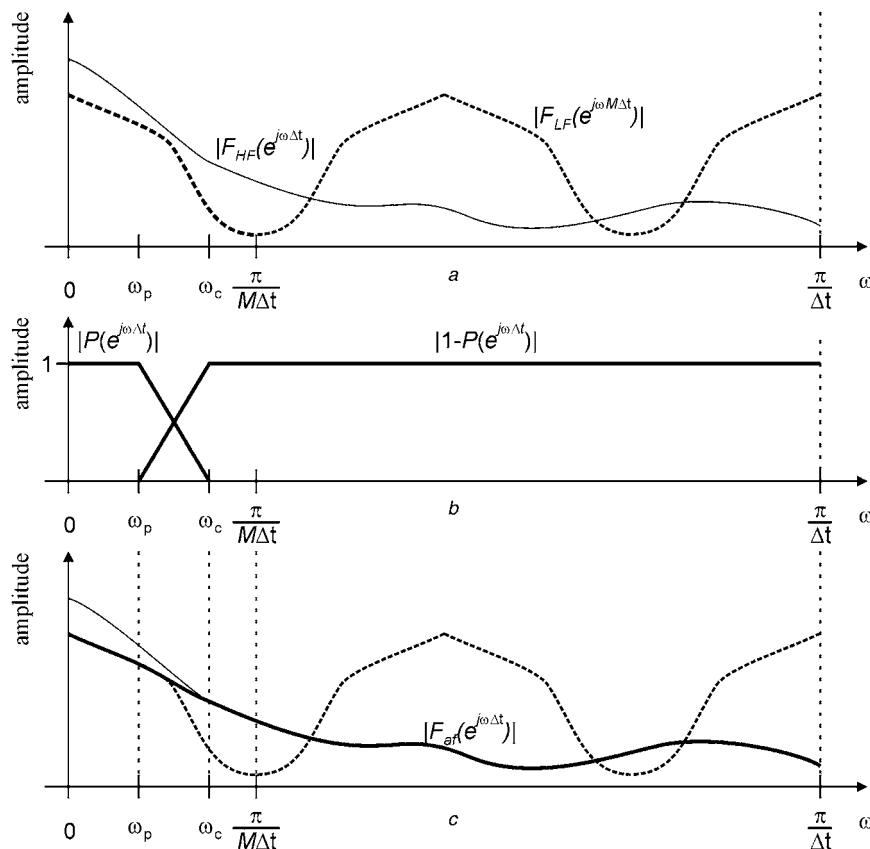 amplitude
|F_HF(e^{jωΔt})|
|F_LF(e^{jωMΔt})|
0
ω_p
ω_c
π/MΔt
a
π/Δt
ω
amplitude
|P(e^{jωΔt})|
|1-P(e^{jωΔt})|
1
0
ω_p
ω_c
π/MΔt
b
π/Δt
ω
amplitude
|F_af(e^{jωΔt})|
0
ω_p
ω_c
π/MΔt
c
π/Δt
ω